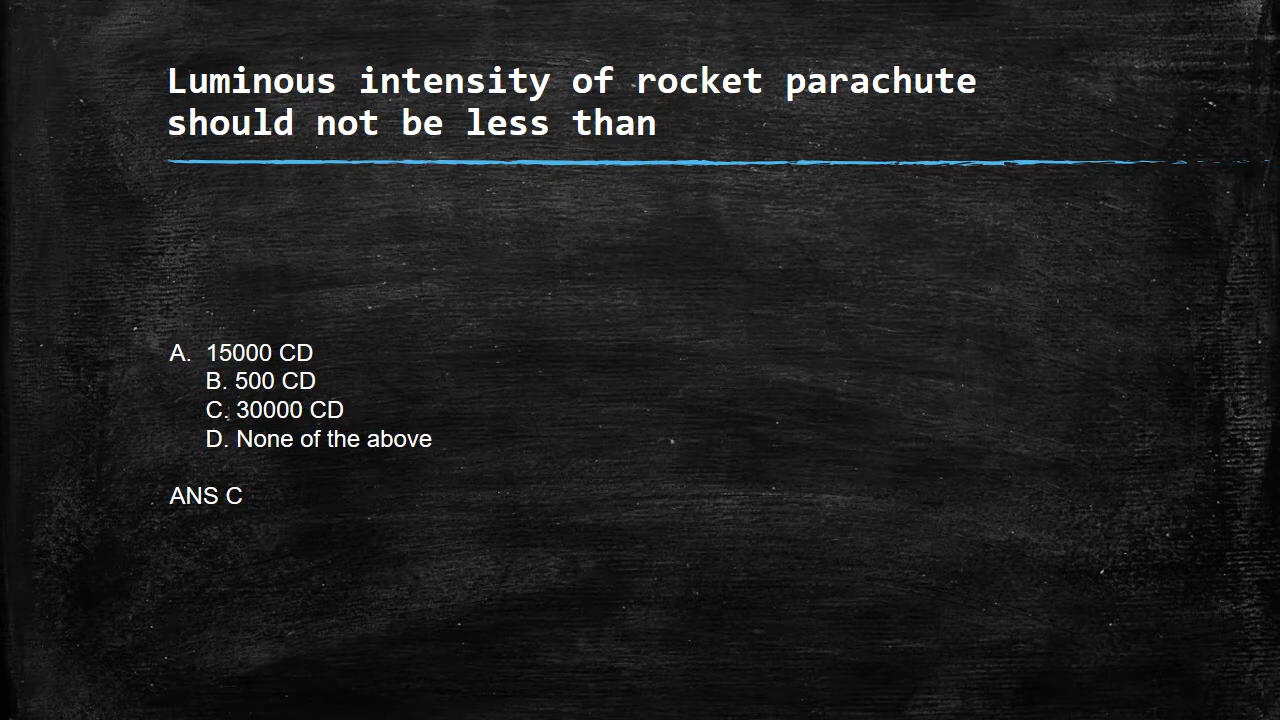 Luminous intensity of rocket parachute
should not be less than
A. 15000 CD
B. 500 CD
C. 30000 CD
D. None of the above
ANS C